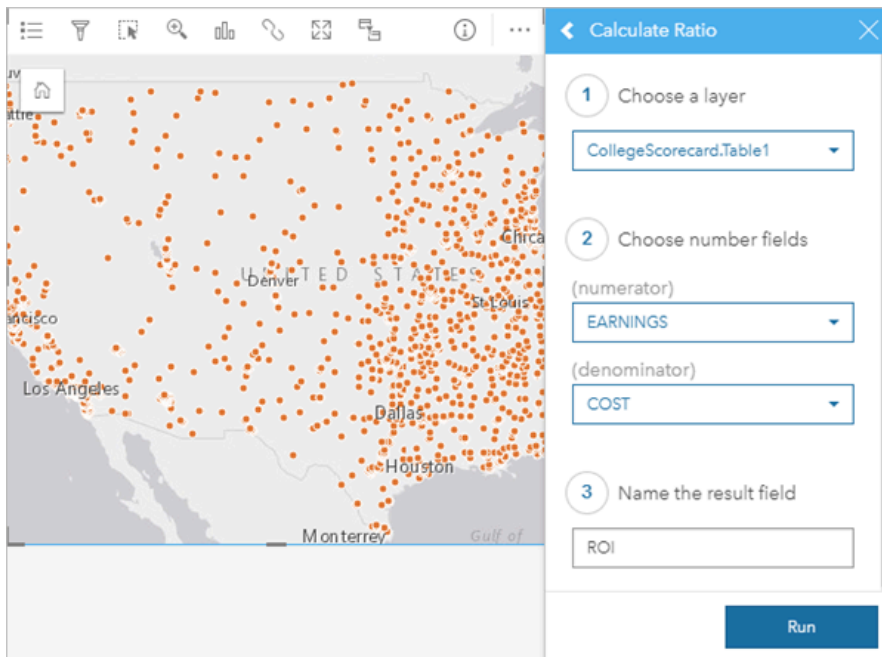 Calculate Ratio
1 Choose a layer
CollegeScorecard.Table1
2 Choose number fields
(numerator)
EARNINGS
(denominator)
COST
3 Name the result field
ROI
Run
UNITED STATES
Denver
Chica
St Louis
ancisco
Los Angeles
Dallas
Houston
Monterrey
Gulf of